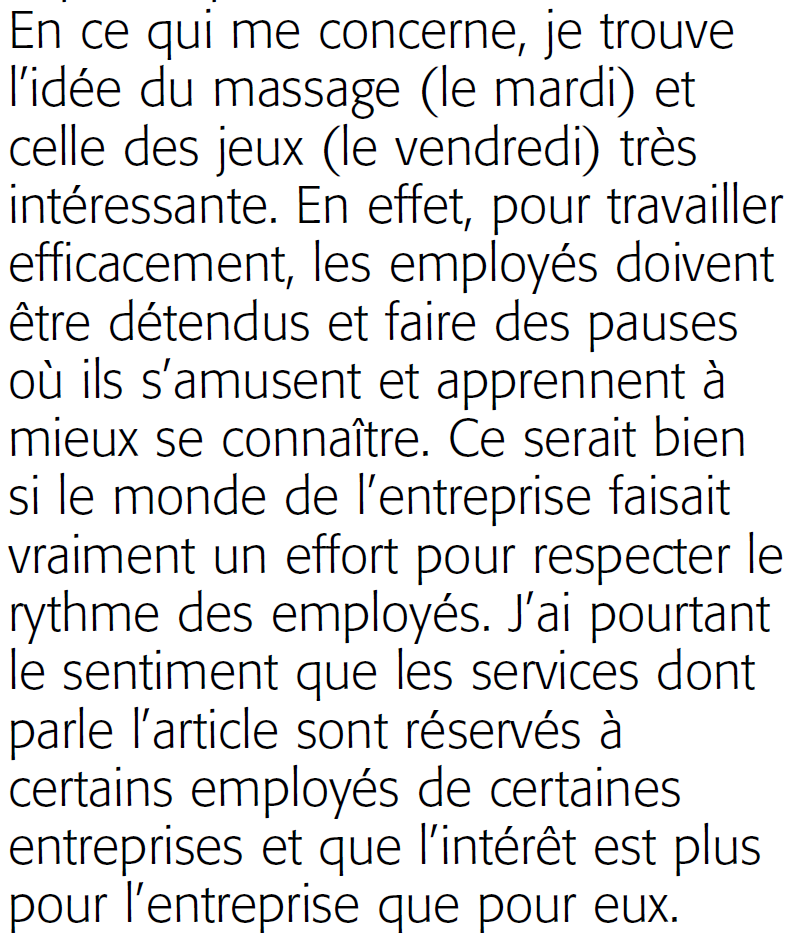 En ce qui me concerne, je trouve
l'idée du massage (le mardi) et
celle des jeux (le vendredi) très
intéressante. En effet, pour travailler
efficacement, les employés doivent
être détendus et faire des pauses
où ils s'amusent et apprennent à
mieux se connaître. Ce serait bien
si le monde de l'entreprise faisait
vraiment un effort pour respecter le
rythme des employés. J'ai pourtant
le sentiment que les services dont
parle l'article sont réservés à
certains employés de certaines
entreprises et que l'intérêt est plus
pour l'entreprise que pour eux.